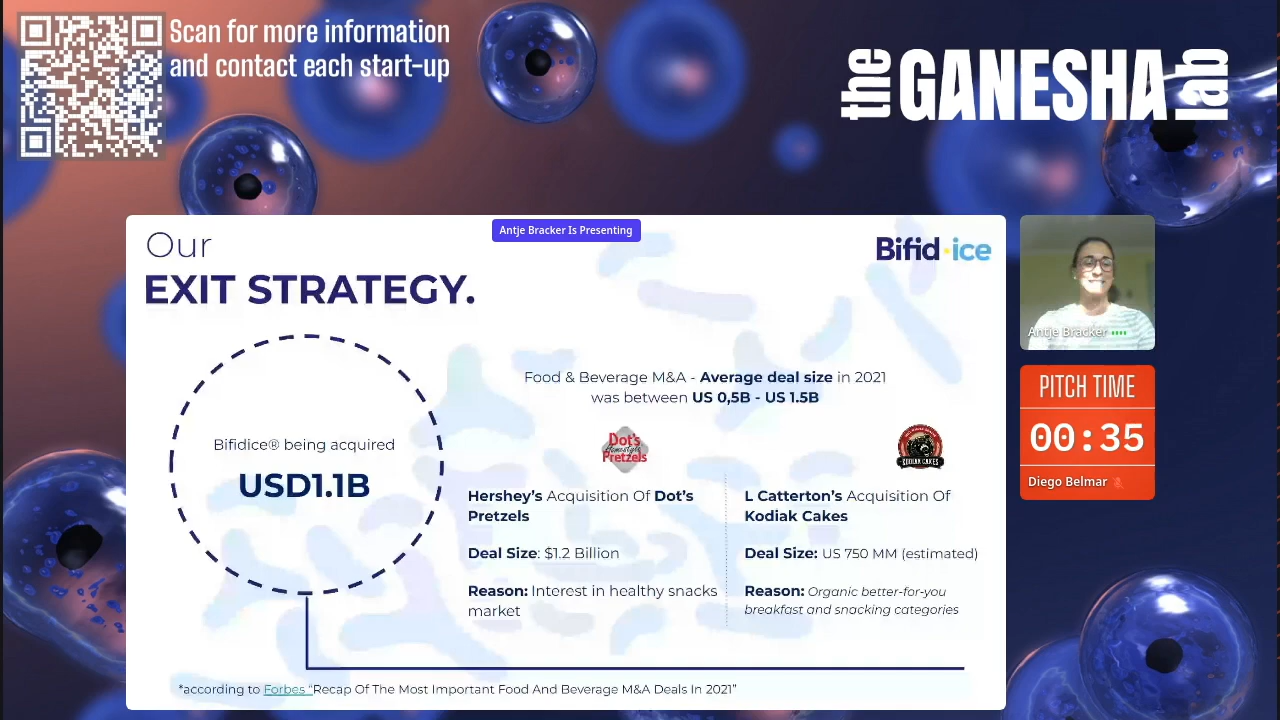 Scan for more information
and contact each start-up
the GANESHA lab
Antje Bracker Is Presenting
Our
EXIT STRATEGY.
Bifid·ice
Antje Bracker
PITCH TIME
00:35
Diego Belmar
Bifidice® being acquired
USD1.1B
Food & Beverage M&A - Average deal size in 2021
was between US 0,5B - US 1.5B
Dot's
Homestyle
Pretzels
KODIAK CAKES
Hershey's Acquisition Of Dot's
Pretzels
Deal Size: $1.2 Billion
Reason: Interest in healthy snacks
market
L Catterton's Acquisition Of
Kodiak Cakes
Deal Size: US 750 MM (estimated)
Reason: Organic better-for-you
breakfast and snacking categories
*according to Forbes "Recap Of The Most Important Food And Beverage M&A Deals In 2021"